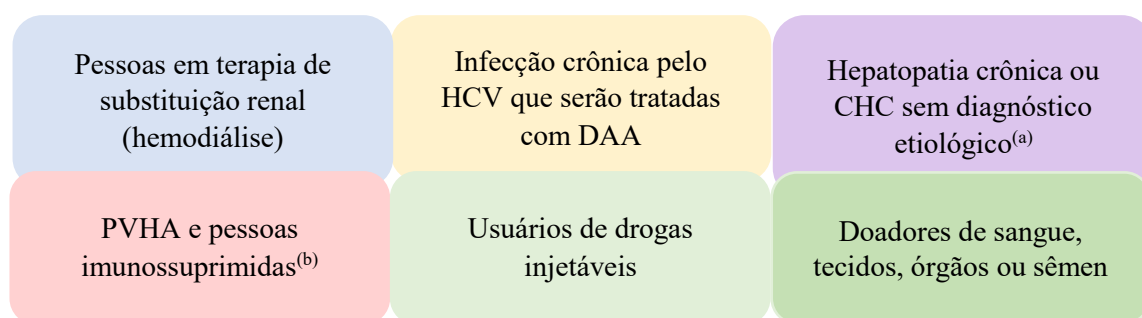 Pessoas em terapia de
substituição renal
(hemodiálise)
Infecção crônica pelo
HCV que serão tratadas
com DAA
Hepatopatia crônica ou
CHC sem diagnóstico
etiológico(a)
PVHA e pessoas
imunossuprimidas(b)
Usuários de drogas
injetáveis
Doadores de sangue,
tecidos, órgãos ou sêmen